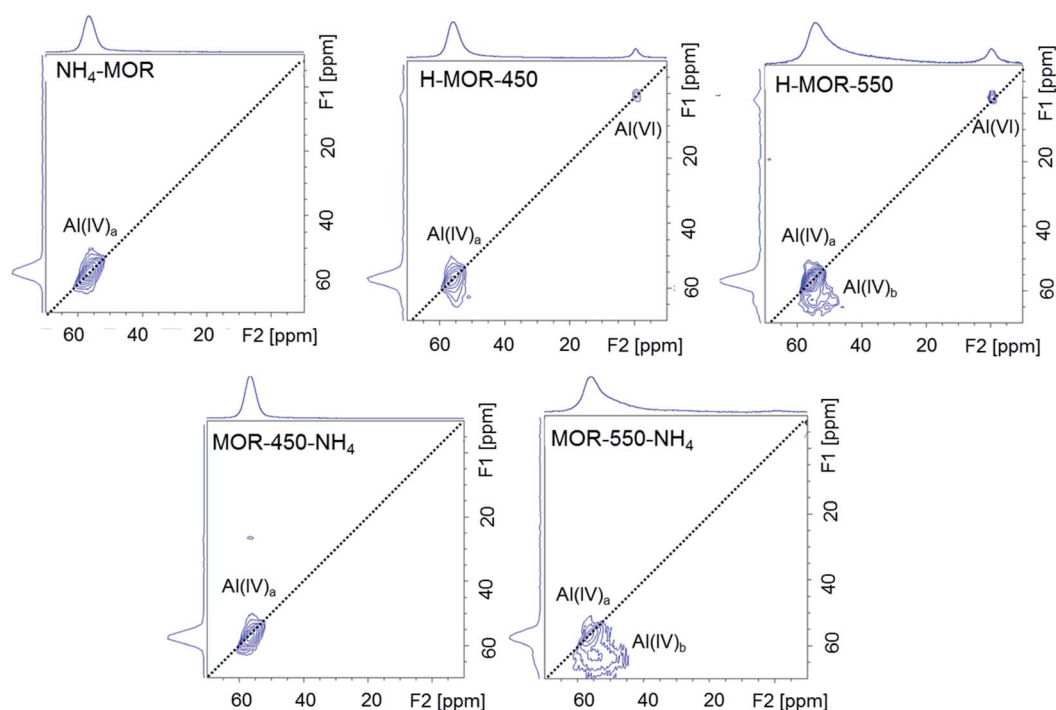 NH₄-MOR
F1 [ppm]
20
40
60
Al(IV)ₐ
60
40
20
F2 [ppm]
H-MOR-450
F1 [ppm]
Al(VI)
20
40
60
Al(IV)ₐ
60
40
20
F2 [ppm]
H-MOR-550
F1 [ppm]
Al(VI)
20
40
60
Al(IV)ₐ
Al(IV)b
60
40
20
F2 [ppm]
MOR-450-NH₄
F1 [ppm]
20
40
60
Al(IV)ₐ
60
40
20
F2 [ppm]
MOR-550-NH₄
F1 [ppm]
20
40
60
Al(IV)ₐ
Al(IV)b
60
40
20
F2 [ppm]